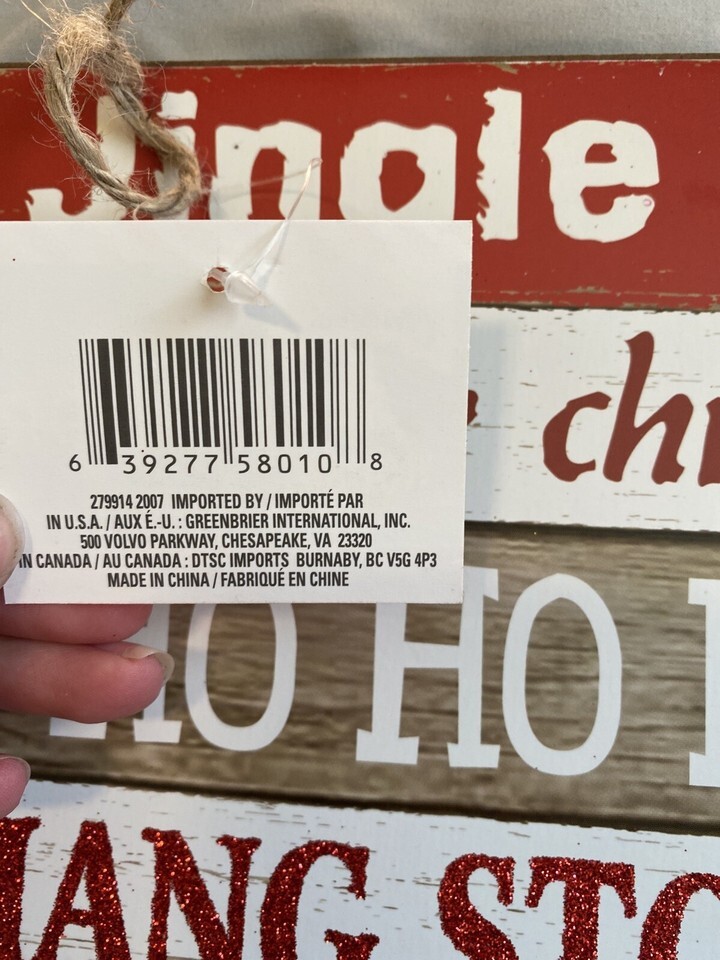 Jingle
6 39277 58010 8
279914 2007 IMPORTED BY / IMPORTÉ PAR
IN U.S.A. / AUX É.-U. : GREENBRIER INTERNATIONAL, INC.
500 VOLVO PARKWAY, CHESAPEAKE, VA 23320
IN CANADA / AU CANADA : DTSC IMPORTS BURNABY, BC V5G 4P3
MADE IN CHINA / FABRIQUÉ EN CHINE
HO HO